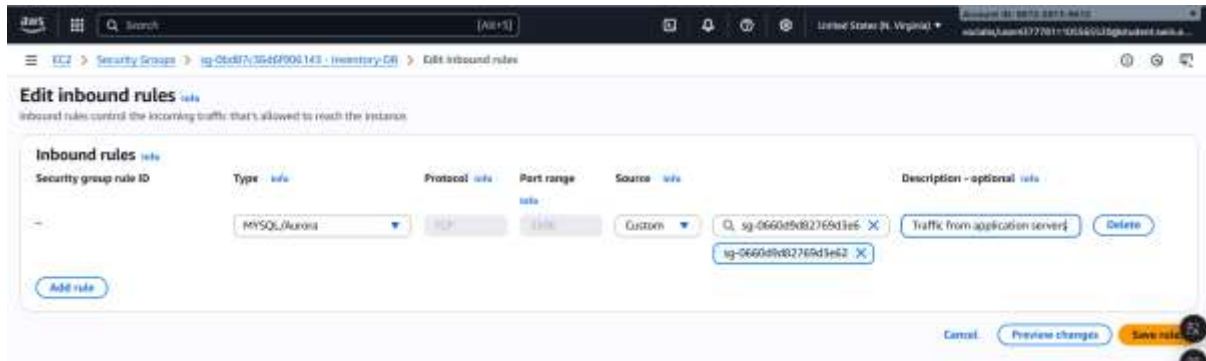 aws
Search
[Alt+S]
United States (N. Virginia)
EC2 > Security Groups > - Inventory-DB > Edit inbound rules
Edit inbound rules Info
Inbound rules control the incoming traffic that's allowed to reach the instance.
Inbound rules Info
Security group rule ID
Type Info
Protocol Info
Port range Info
Source Info
Description - optional Info
-
MYSQL/Aurora
TCP
3306
Custom
sg-0660d9d82769d3e6
Traffic from application servers
Delete
sg-0660d9d82769d3e62
Add rule
Cancel
Preview changes
Save rules